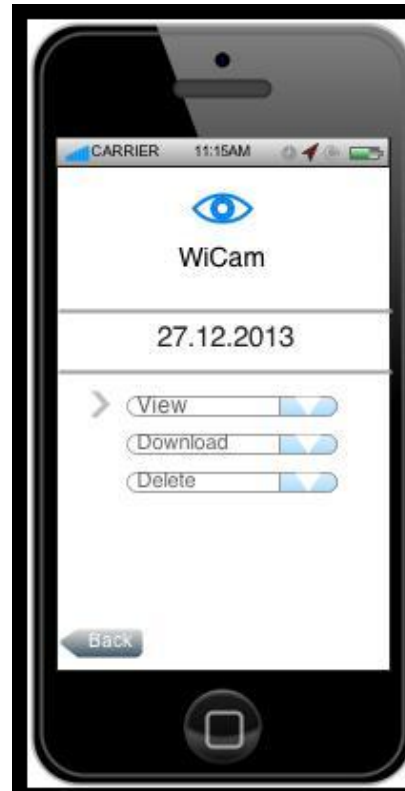 CARRIER 11:15AM
WiCam
27.12.2013
View
Download
Delete
Back